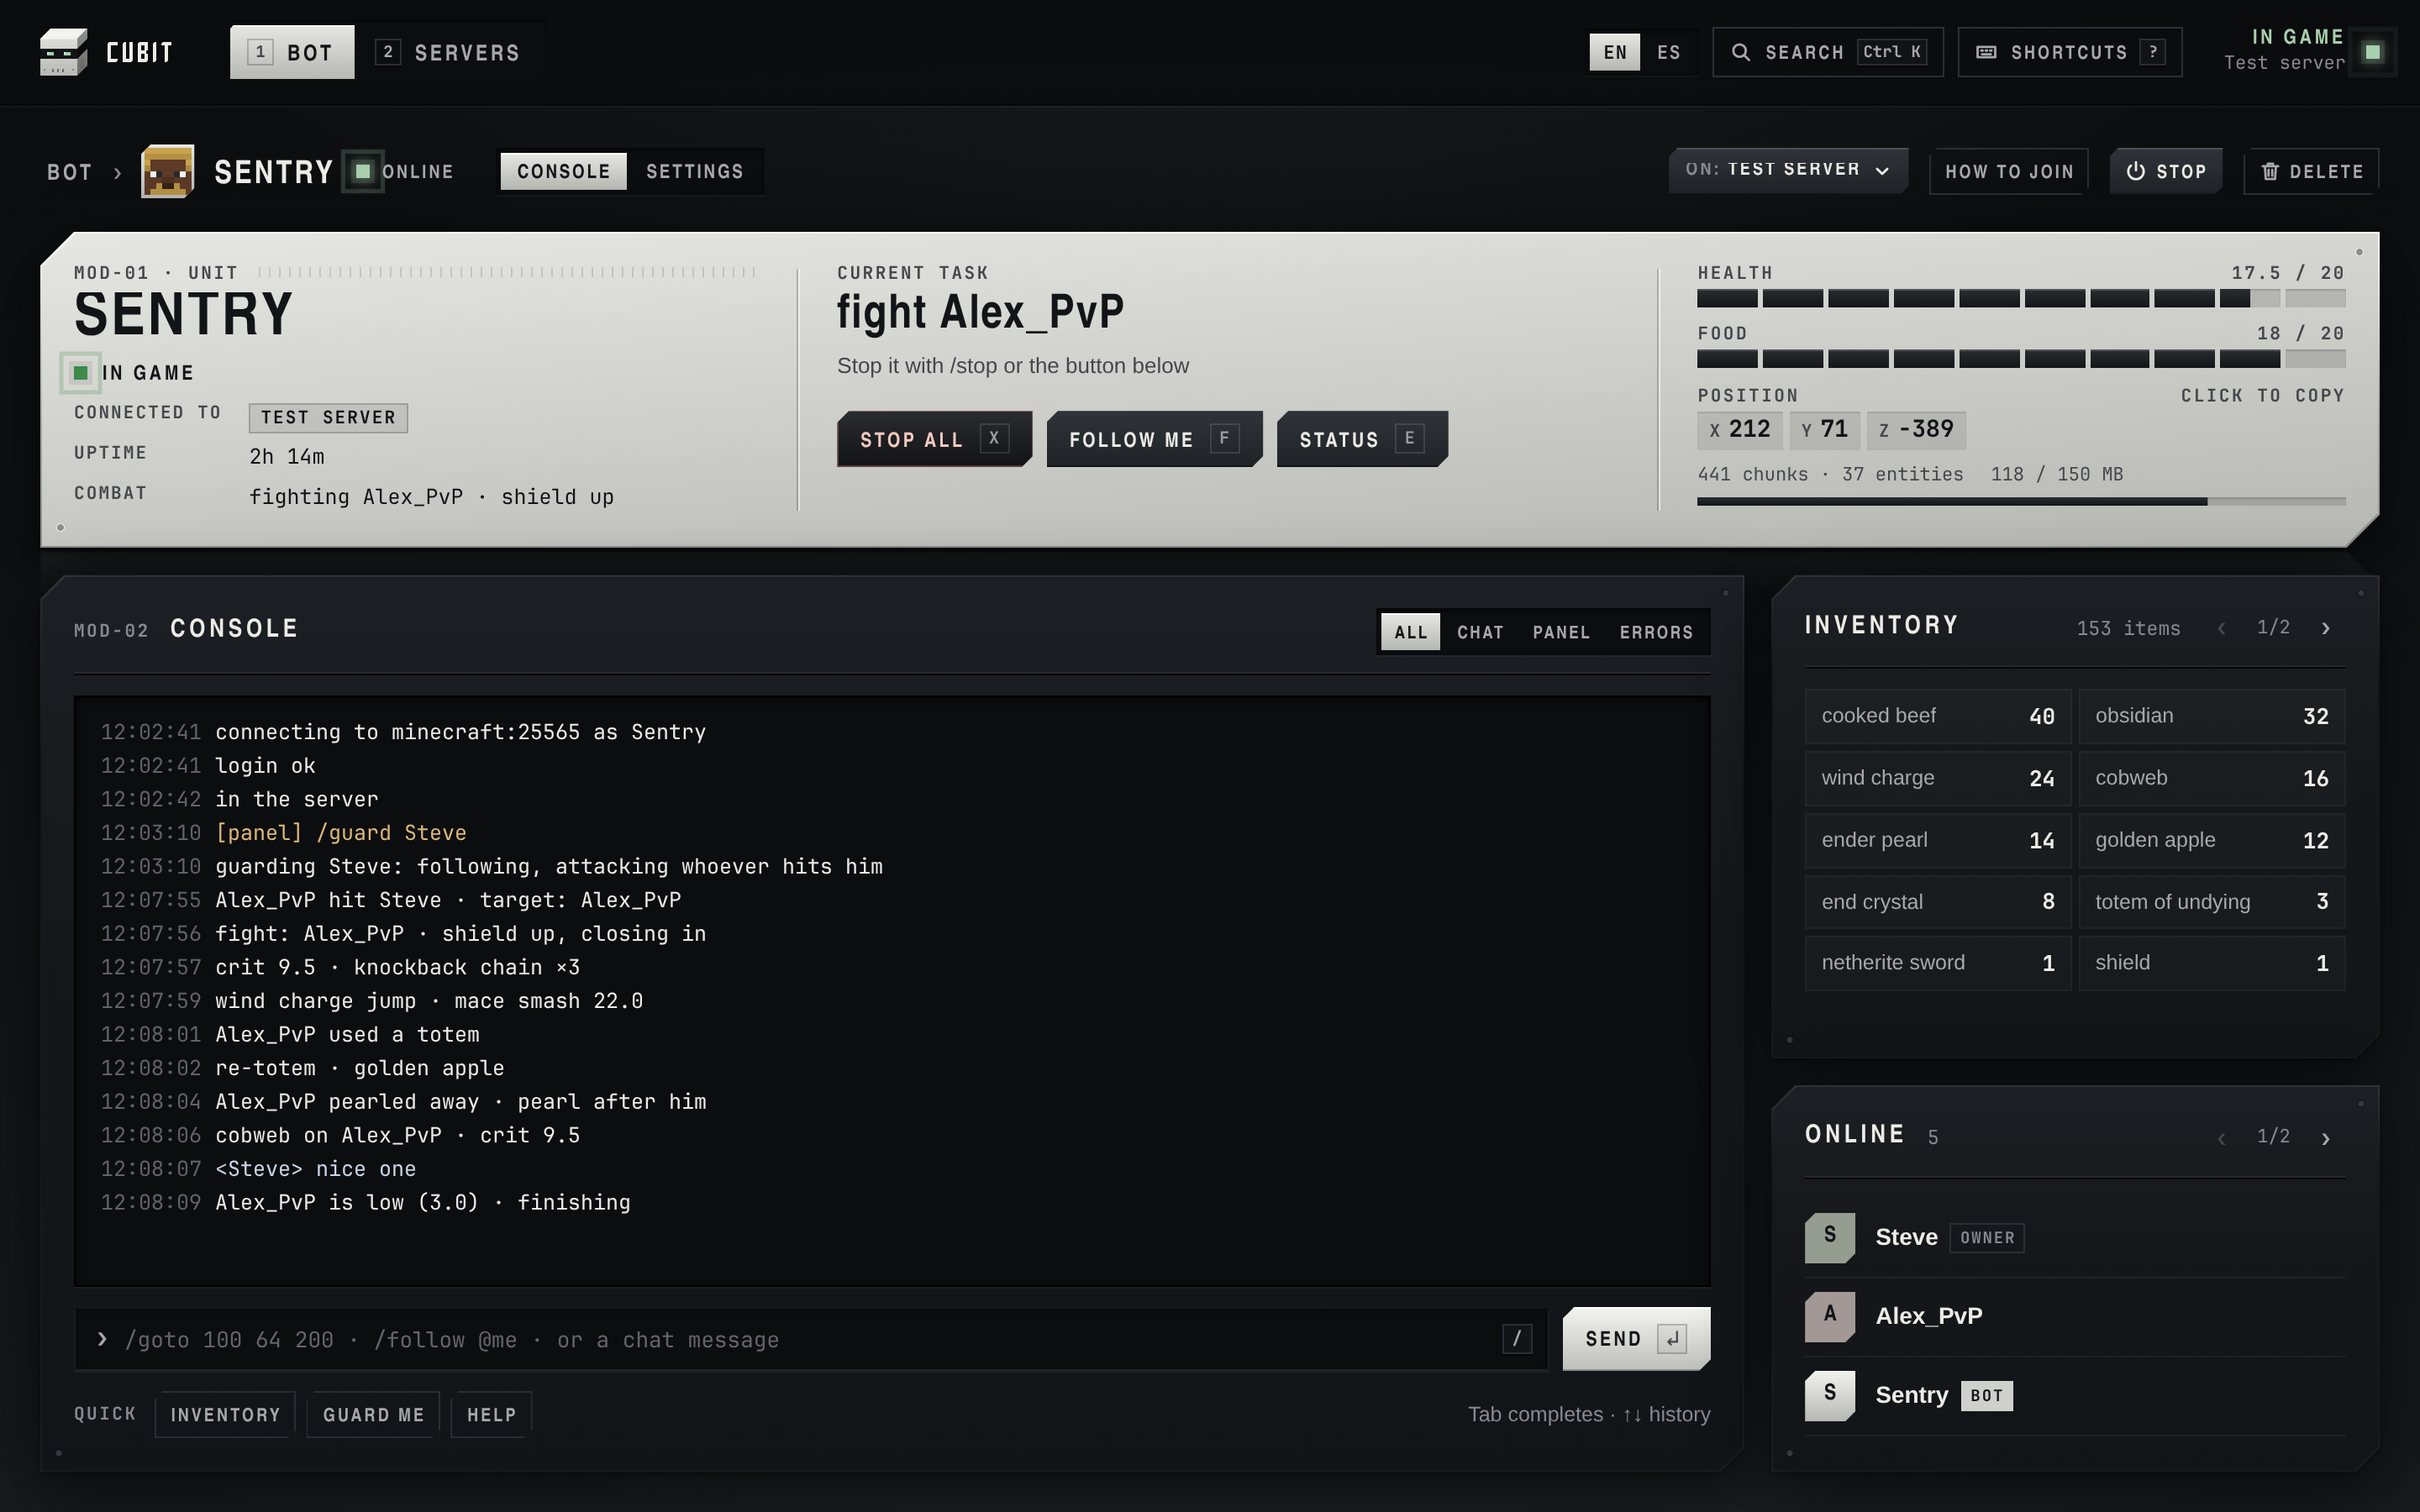 CUBIT
1 BOT
2 SERVERS
EN ES
SEARCH Ctrl K
SHORTCUTS ?
IN GAME
Test server
BOT › SENTRY ONLINE
CONSOLE SETTINGS
ON: TEST SERVER
HOW TO JOIN
STOP
DELETE
MOD-01 · UNIT
SENTRY
IN GAME
CONNECTED TO TEST SERVER
UPTIME 2h 14m
COMBAT fighting Alex_PvP · shield up
CURRENT TASK
fight Alex_PvP
Stop it with /stop or the button below
STOP ALL X
FOLLOW ME F
STATUS E
HEALTH 17.5 / 20
FOOD 18 / 20
POSITION CLICK TO COPY
X 212 Y 71 Z -389
441 chunks · 37 entities 118 / 150 MB
MOD-02 CONSOLE
ALL CHAT PANEL ERRORS
12:02:41 connecting to minecraft:25565 as Sentry
12:02:41 login ok
12:02:42 in the server
12:03:10 [panel] /guard Steve
12:03:10 guarding Steve: following, attacking whoever hits him
12:07:55 Alex_PvP hit Steve · target: Alex_PvP
12:07:56 fight: Alex_PvP · shield up, closing in
12:07:57 crit 9.5 · knockback chain ×3
12:07:59 wind charge jump · mace smash 22.0
12:08:01 Alex_PvP used a totem
12:08:02 re-totem · golden apple
12:08:04 Alex_PvP pearled away · pearl after him
12:08:06 cobweb on Alex_PvP · crit 9.5
12:08:07 <Steve> nice one
12:08:09 Alex_PvP is low (3.0) · finishing
❯ /goto 100 64 200 · /follow @me · or a chat message /
SEND ↵
QUICK INVENTORY GUARD ME HELP
Tab completes · ↑↓ history
INVENTORY 153 items ‹ 1/2 ›
cooked beef 40
obsidian 32
wind charge 24
cobweb 16
ender pearl 14
golden apple 12
end crystal 8
totem of undying 3
netherite sword 1
shield 1
ONLINE 5 ‹ 1/2 ›
S Steve OWNER
A Alex_PvP
S Sentry BOT